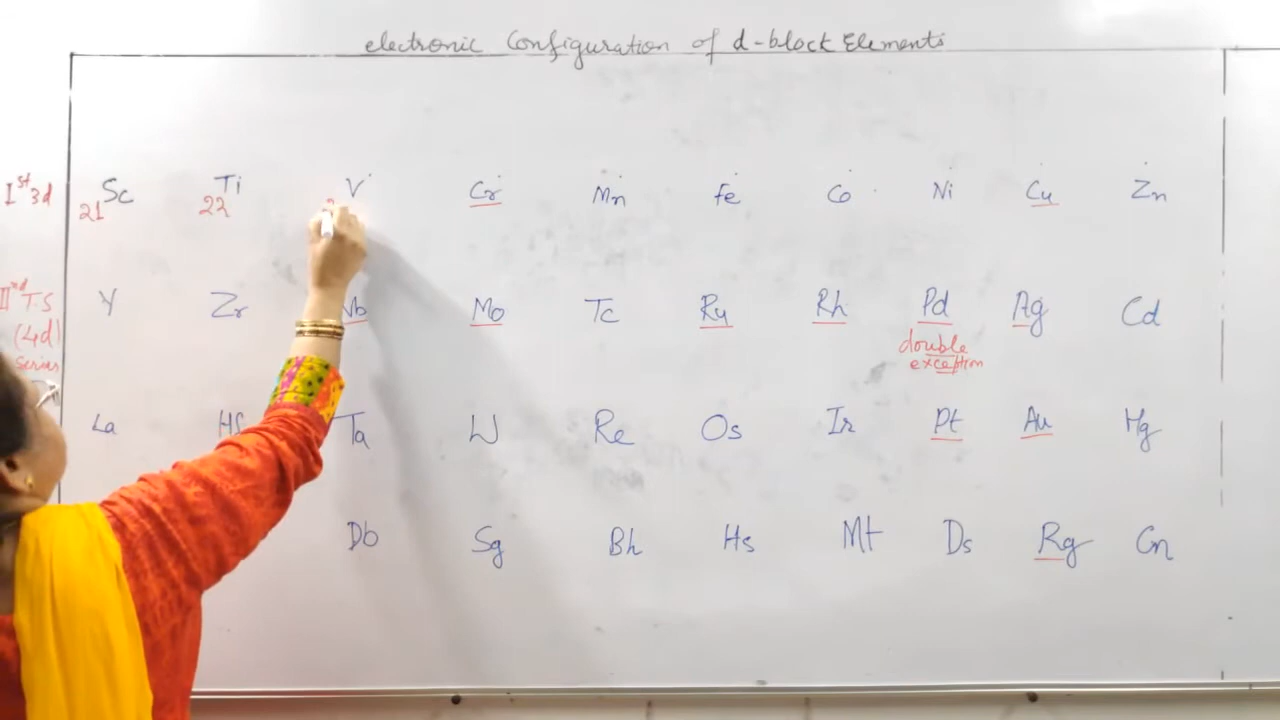 electronic Configuration of d-block Elements
Ist 3d Sc Ti V Cr Mn Fe Co Ni Cu Zn
21 22 2
IInd TS Y Zr Nb Mo Tc Ru Rh Pd Ag Cd
(4d) double
series exception
La Hf Ta W Re Os Ir Pt Au Hg
Db Sg Bh Hs Mt Ds Rg Cn